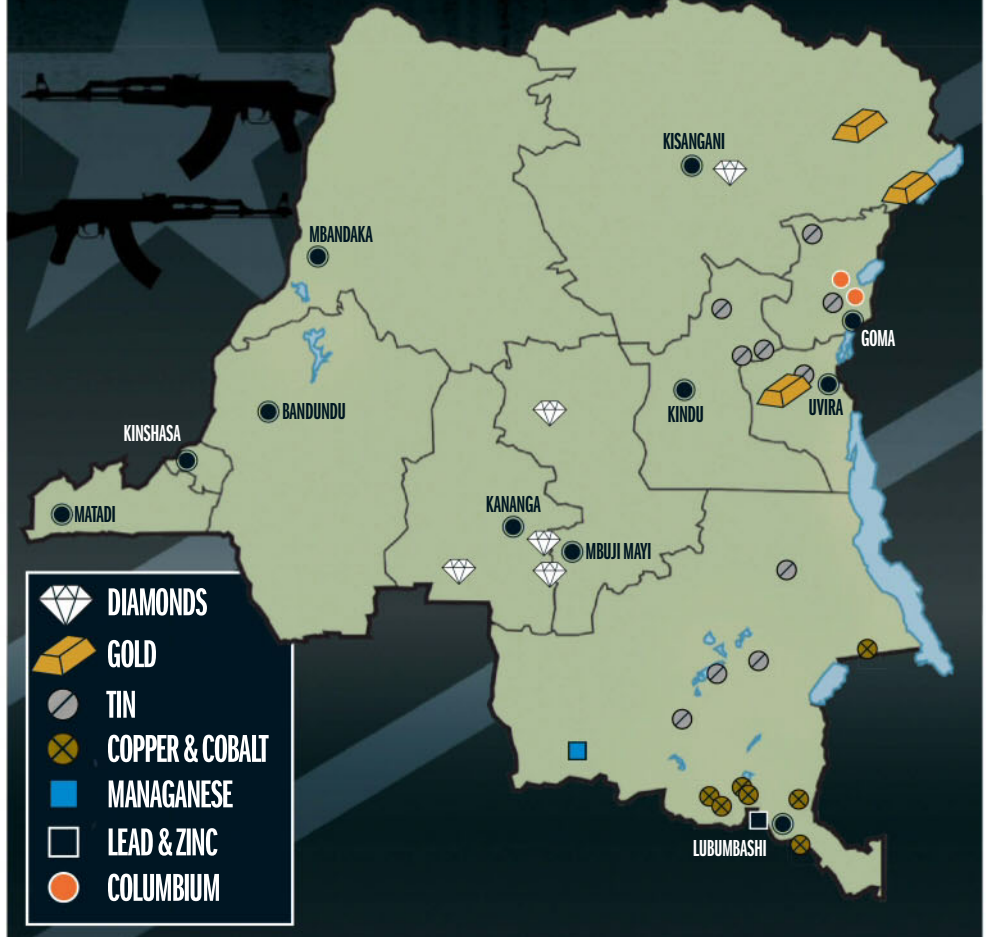 KISANGANI
MBANDAKA
GOMA
KINDU
UVIRA
BANDUNDU
KINSHASA
MATADI
KANANGA
MBUJI MAYI
DIAMONDS
GOLD
TIN
COPPER & COBALT
MANAGANESE
LEAD & ZINC
COLUMBIUM
LUBUMBASHI